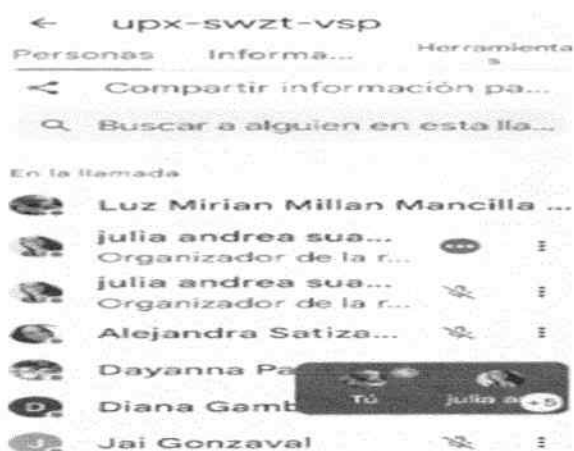 upx-swzt-vsp
Personas Informa... Herramientas
Compartir información pa...
Buscar a alguien en esta lla...
En la llamada
Luz Mirian Millan Mancilla ...
julia andrea sua...
Organizador de la r...
julia andrea sua...
Organizador de la r...
Alejandra Satiza...
Dayanna Pa
D Diana Gamb
J Jai Gonzaval
Tú julia a
+5